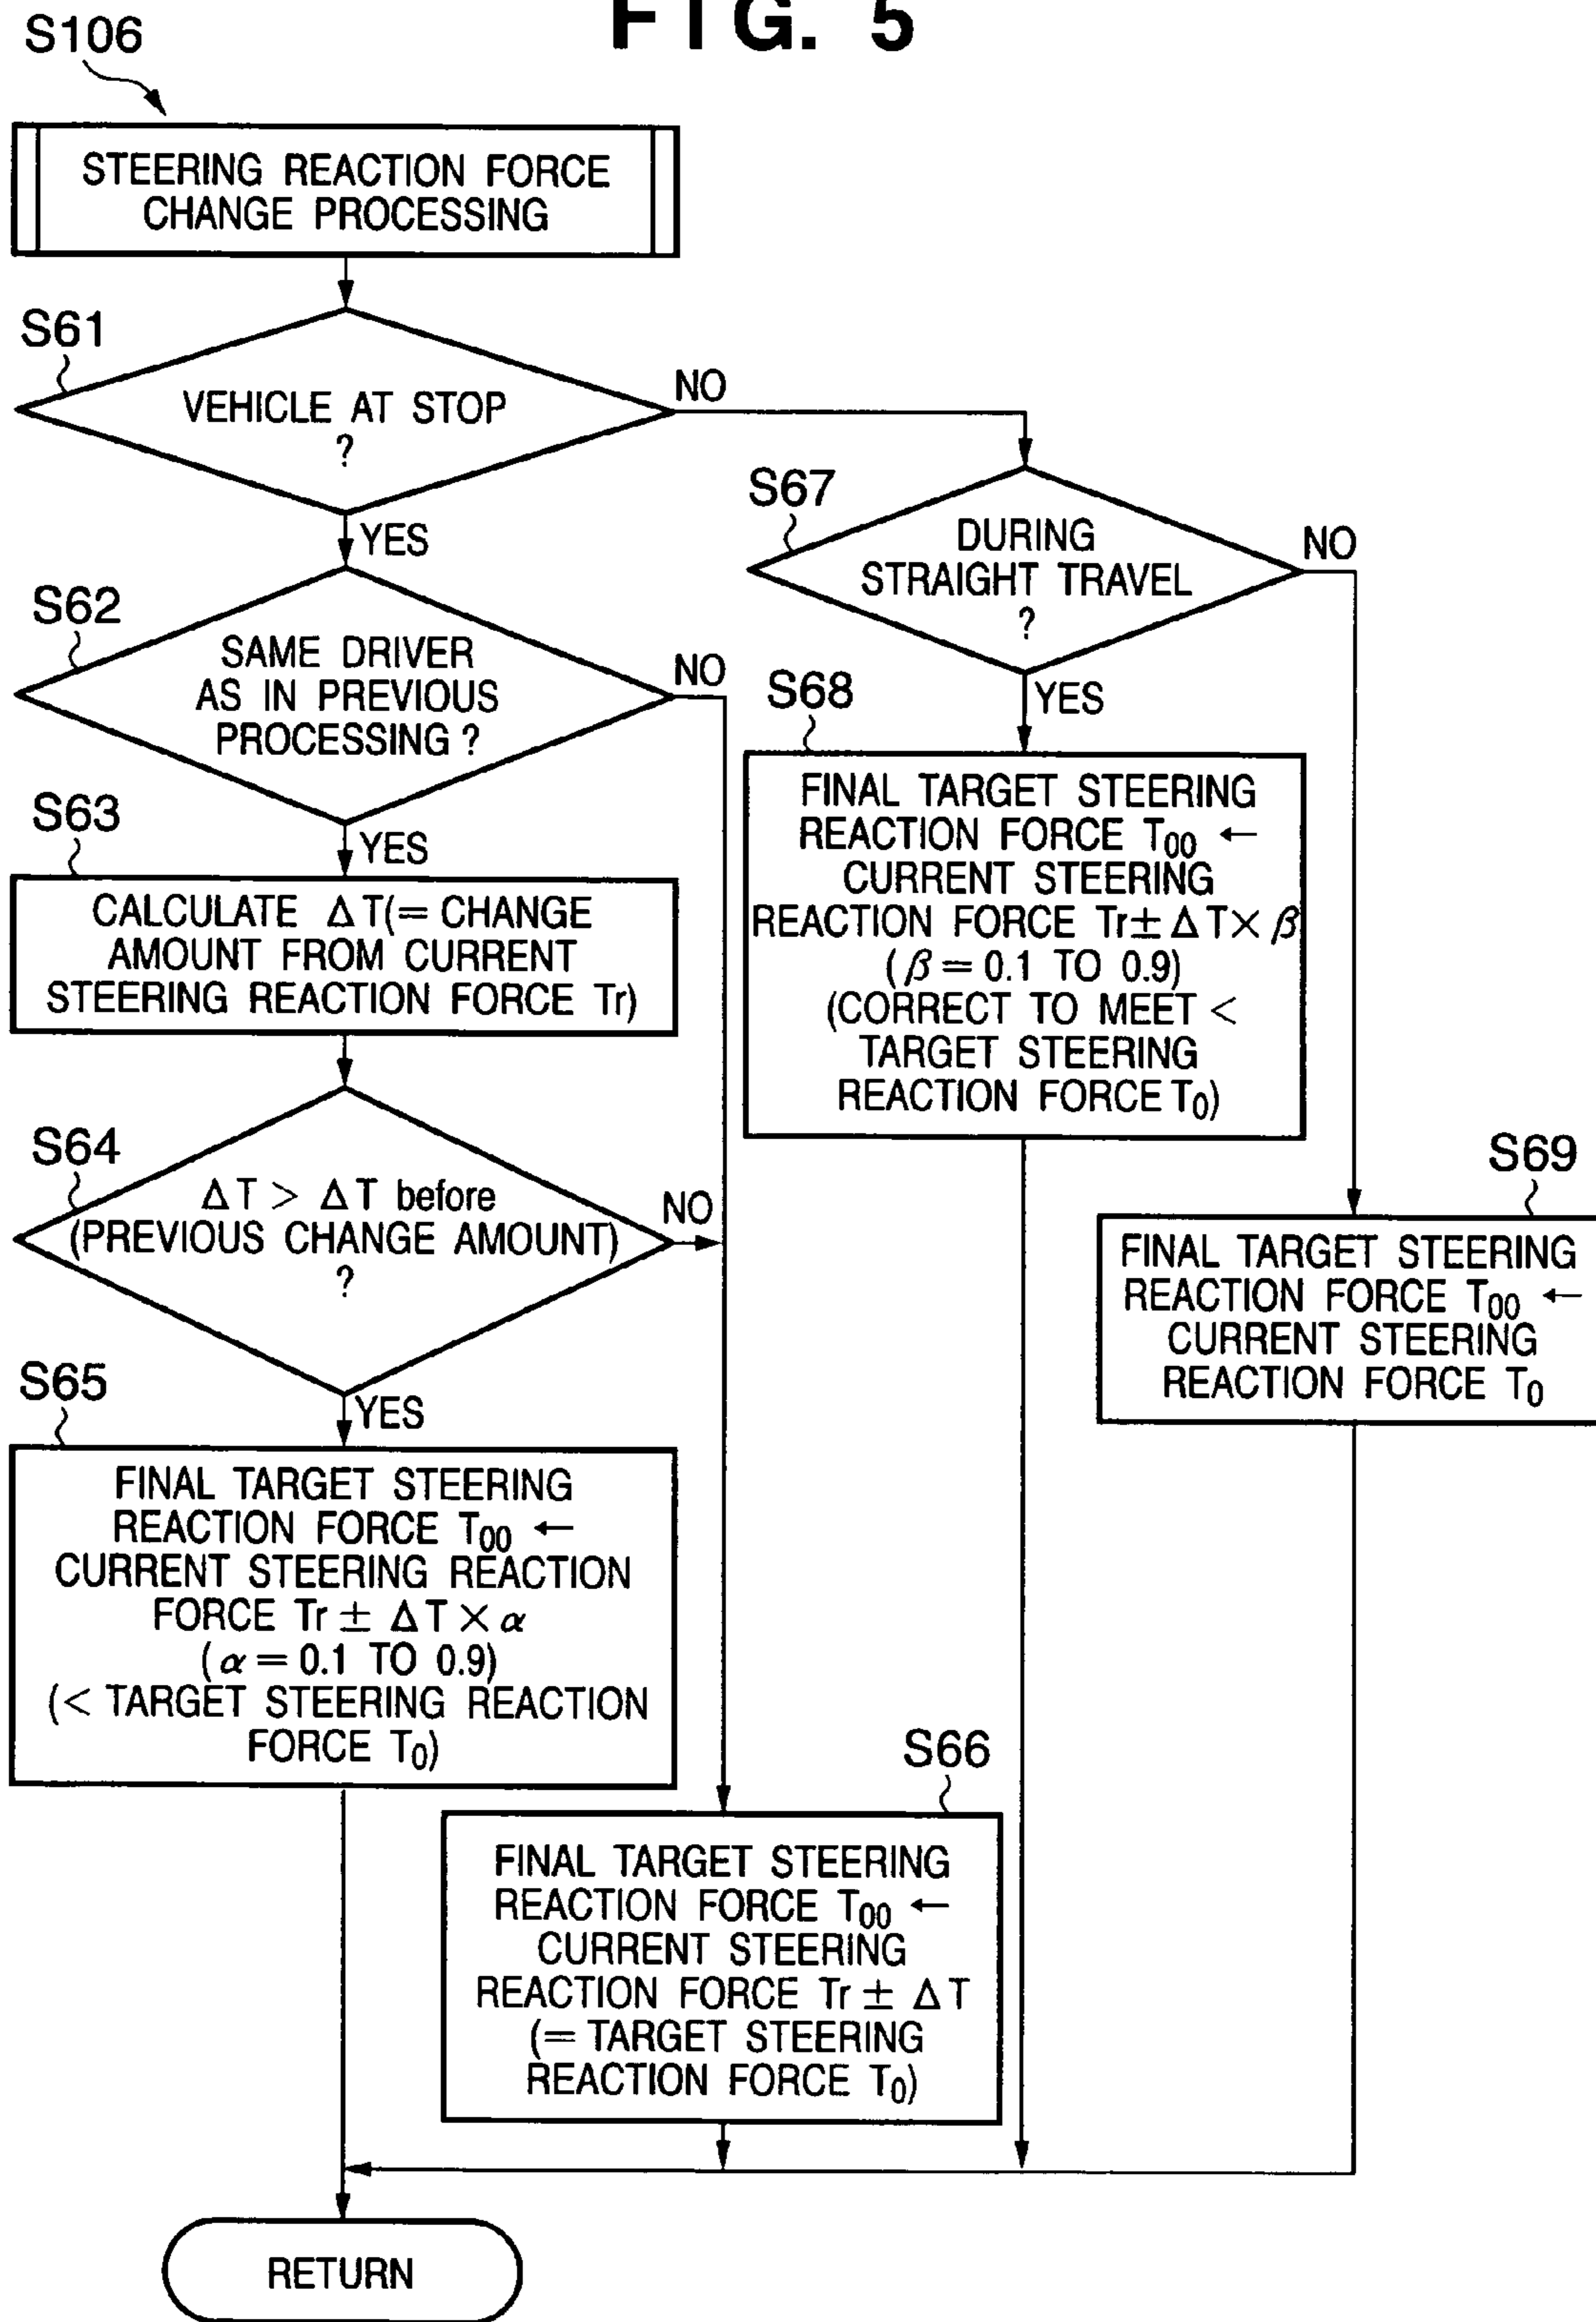 FIG. 5
S106
STEERING REACTION FORCE
CHANGE PROCESSING
S61
VEHICLE AT STOP
?
NO
YES
S67
DURING
STRAIGHT TRAVEL
?
NO
YES
S62
SAME DRIVER
AS IN PREVIOUS
PROCESSING ?
NO
YES
S68
FINAL TARGET STEERING
REACTION FORCE T00 ←
CURRENT STEERING
REACTION FORCE Tr± ΔT× β
(β = 0.1 TO 0.9)
(CORRECT TO MEET <
TARGET STEERING
REACTION FORCE T0)
S63
CALCULATE ΔT(= CHANGE
AMOUNT FROM CURRENT
STEERING REACTION FORCE Tr)
S64
ΔT > ΔT before
(PREVIOUS CHANGE AMOUNT)
?
NO
YES
S69
FINAL TARGET STEERING
REACTION FORCE T00 ←
CURRENT STEERING
REACTION FORCE T0
S65
FINAL TARGET STEERING
REACTION FORCE T00 ←
CURRENT STEERING REACTION
FORCE Tr ± ΔT × α
(α = 0.1 TO 0.9)
(< TARGET STEERING REACTION
FORCE T0)
S66
FINAL TARGET STEERING
REACTION FORCE T00 ←
CURRENT STEERING
REACTION FORCE Tr ± ΔT
(= TARGET STEERING
REACTION FORCE T0)
RETURN